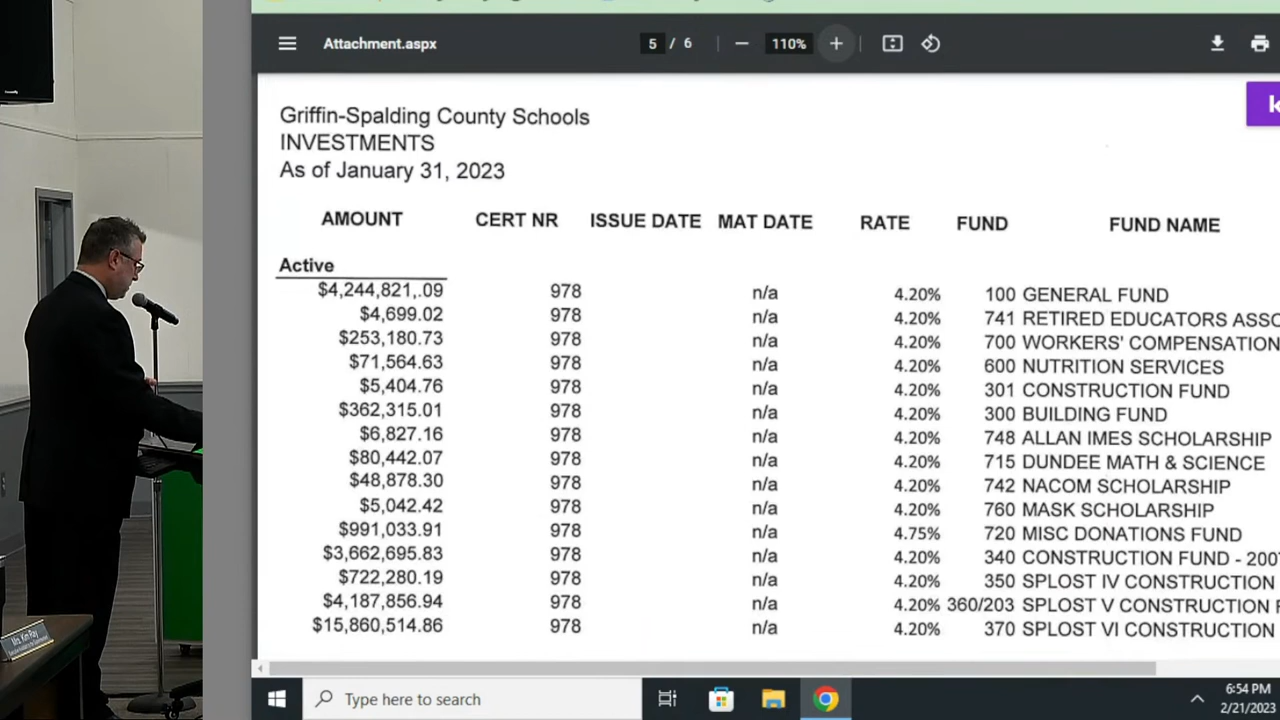 Attachment.aspx 5 / 6 110%
Griffin-Spalding County Schools
INVESTMENTS
As of January 31, 2023
AMOUNT CERT NR ISSUE DATE MAT DATE RATE FUND FUND NAME
Active
$4,244,821,.09 978 n/a 4.20% 100 GENERAL FUND
$4,699.02 978 n/a 4.20% 741 RETIRED EDUCATORS ASSO
$253,180.73 978 n/a 4.20% 700 WORKERS' COMPENSATION
$71,564.63 978 n/a 4.20% 600 NUTRITION SERVICES
$5,404.76 978 n/a 4.20% 301 CONSTRUCTION FUND
$362,315.01 978 n/a 4.20% 300 BUILDING FUND
$6,827.16 978 n/a 4.20% 748 ALLAN IMES SCHOLARSHIP
$80,442.07 978 n/a 4.20% 715 DUNDEE MATH & SCIENCE
$48,878.30 978 n/a 4.20% 742 NACOM SCHOLARSHIP
$5,042.42 978 n/a 4.20% 760 MASK SCHOLARSHIP
$991,033.91 978 n/a 4.75% 720 MISC DONATIONS FUND
$3,662,695.83 978 n/a 4.20% 340 CONSTRUCTION FUND - 2007
$722,280.19 978 n/a 4.20% 350 SPLOST IV CONSTRUCTION
$4,187,856.94 978 n/a 4.20% 360/203 SPLOST V CONSTRUCTION F
$15,860,514.86 978 n/a 4.20% 370 SPLOST VI CONSTRUCTION
Mrs. Kim Ray
Type here to search
6:54 PM
2/21/2023